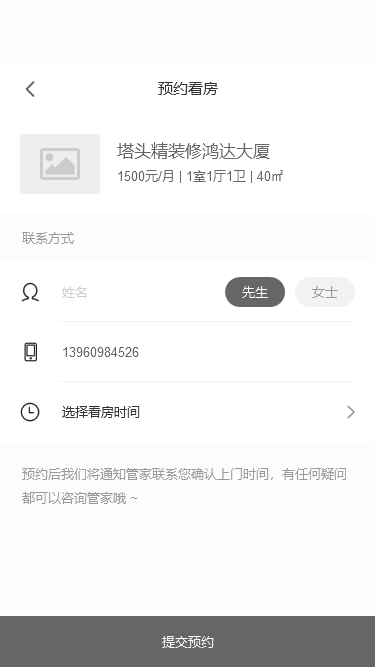 预约看房
塔头精装修鸿达大厦
1500元/月 | 1室1厅1卫 | 40㎡
联系方式
姓名 先生 女士
13960984526
选择看房时间
预约后我们将通知管家联系您确认上门时间，有任何疑问
都可以咨询管家哦 ~
提交预约